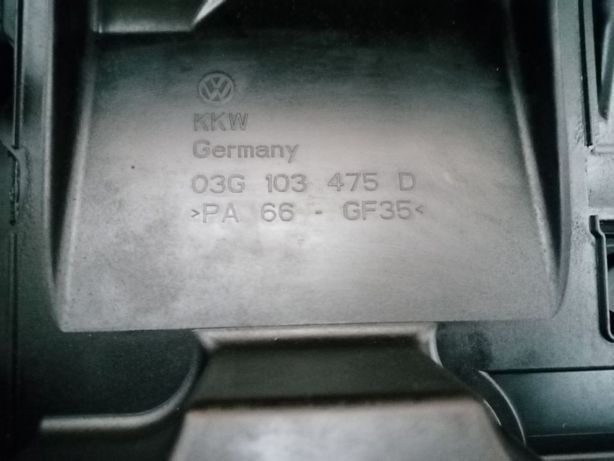 KKW
Germany
03G 103 475 D
>PA 66 - GF35<